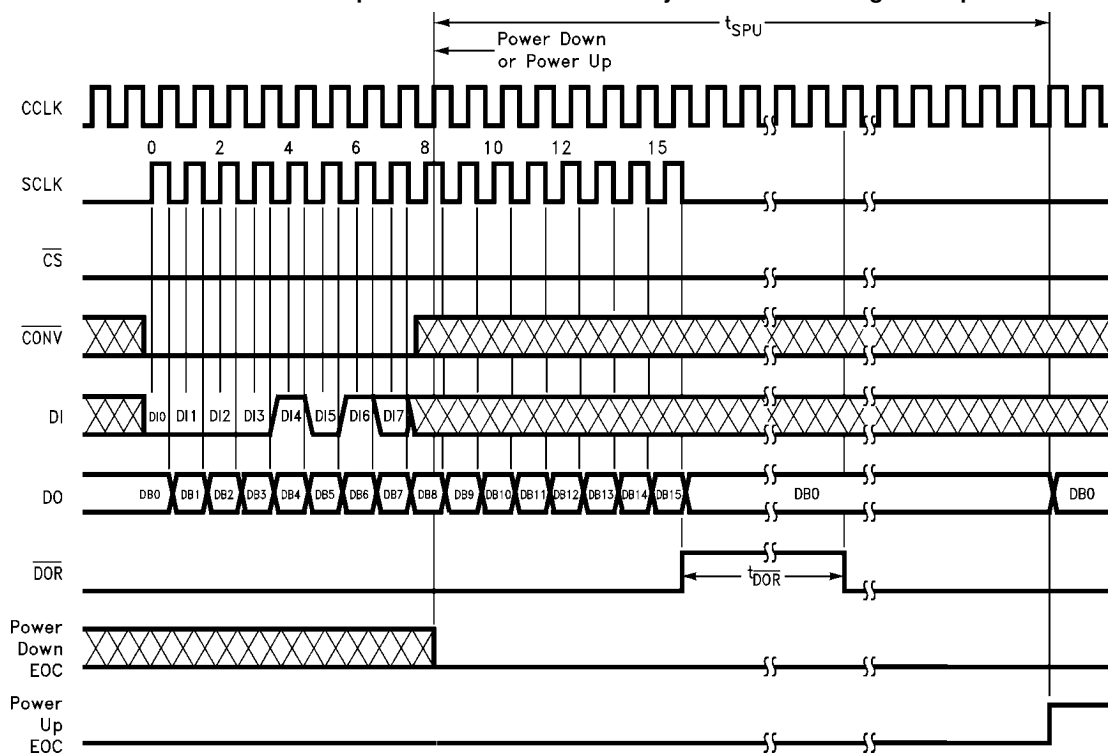 tSPU
Power Down
or Power Up
CCLK
0 2 4 6 8 10 12 15
SCLK
CS
CONV
DI DI0 DI1 DI2 DI3 DI4 DI5 DI6 DI7
DO DB0 DB1 DB2 DB3 DB4 DB5 DB6 DB7 DB8 DB9 DB10 DB11 DB12 DB13 DB14 DB15 DB0 DB0
DOR tDOR
Power
Down
EOC
Power
Up
EOC